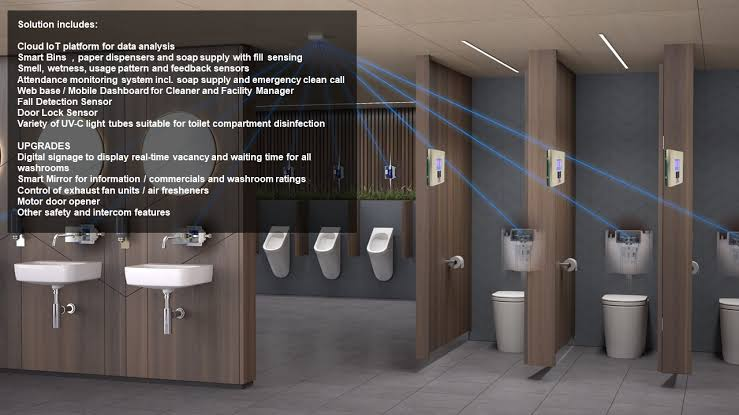 Solution includes:
Cloud IoT platform for data analysis
Smart Bins , paper dispensers and soap supply with fill sensing
Smell, wetness, usage pattern and feedback sensors
Attendance monitoring system incl. soap supply and emergency clean call
Web base / Mobile Dashboard for Cleaner and Facility Manager
Fall Detection Sensor
Door Lock Sensor
Variety of UV-C light tubes suitable for toilet compartment disinfection
UPGRADES
Digital signage to display real-time vacancy and waiting time for all
washrooms
Smart Mirror for information / commercials and washroom ratings
Control of exhaust fan units / air fresheners
Motor door opener
Other safety and intercom features